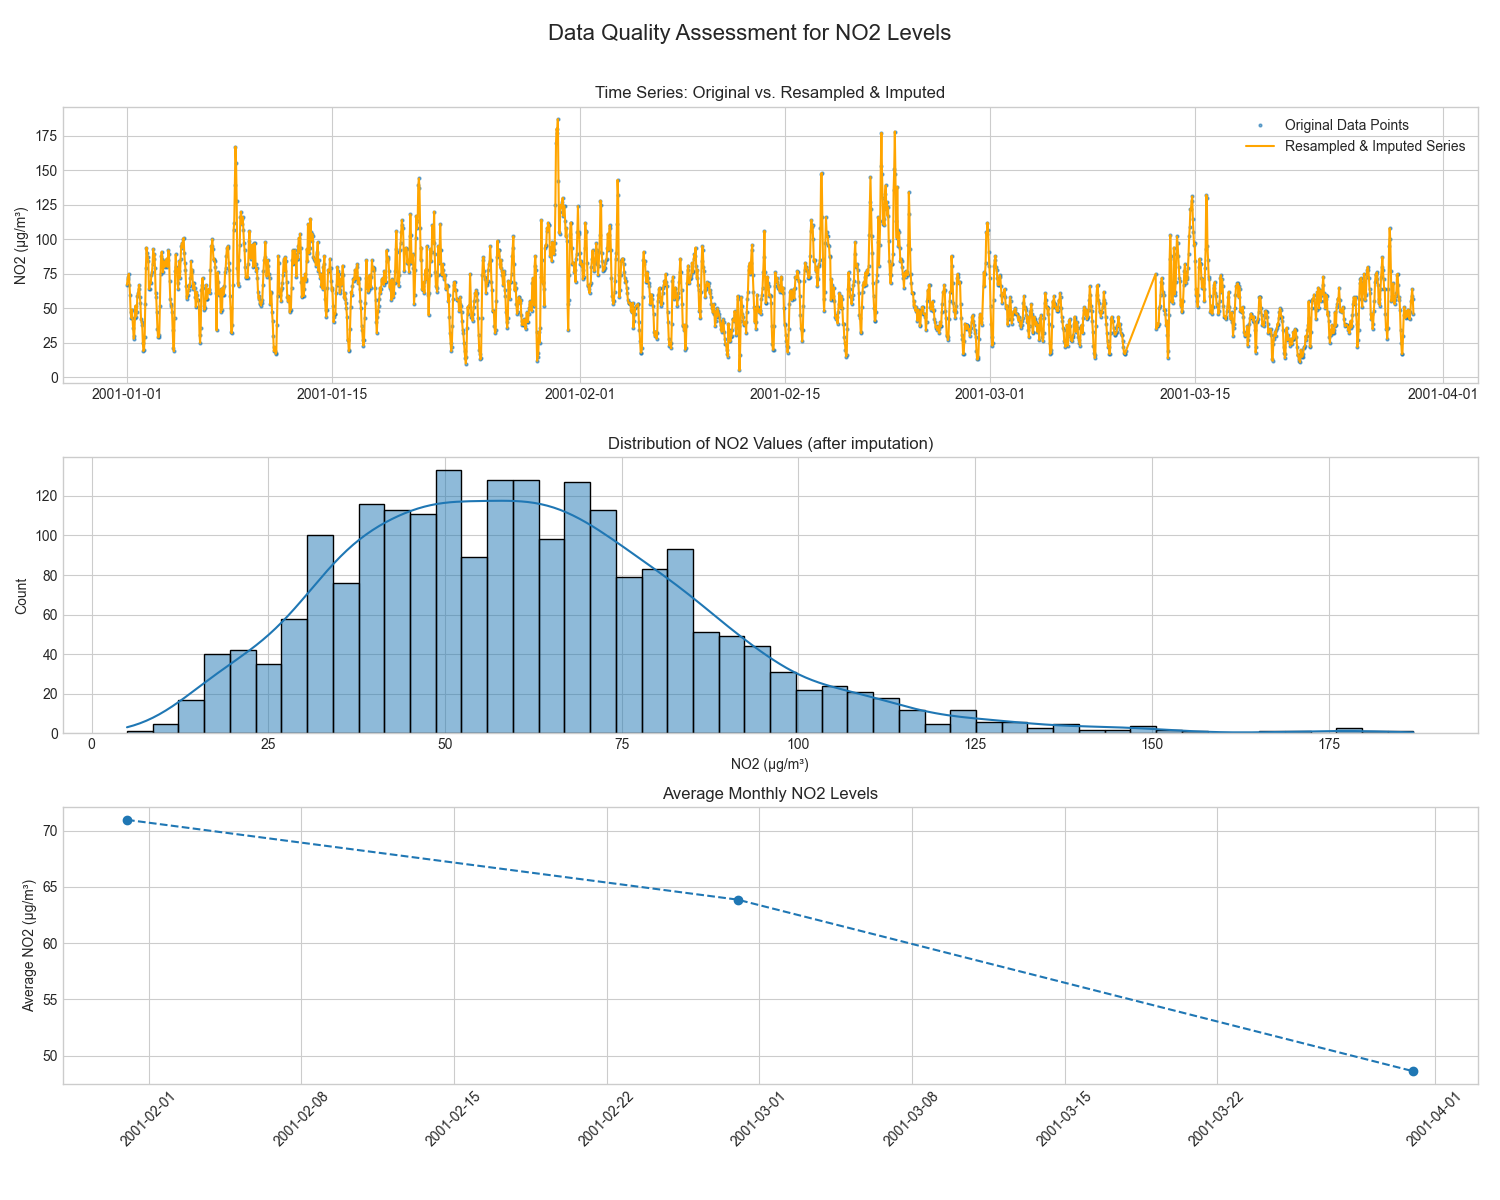 Data Quality Assessment for NO2 Levels
Time Series: Original vs. Resampled & Imputed
NO2 (µg/m³)
175
150
125
100
75
50
25
0
Original Data Points
Resampled & Imputed Series
2001-01-01 2001-01-15 2001-02-01 2001-02-15 2001-03-01 2001-03-15 2001-04-01
Distribution of NO2 Values (after imputation)
Count
120
100
80
60
40
20
0
0 25 50 75 100 125 150 175
NO2 (µg/m³)
Average Monthly NO2 Levels
Average NO2 (µg/m³)
70
65
60
55
50
2001-02-01 2001-02-08 2001-02-15 2001-02-22 2001-03-01 2001-03-08 2001-03-15 2001-03-22 2001-04-01